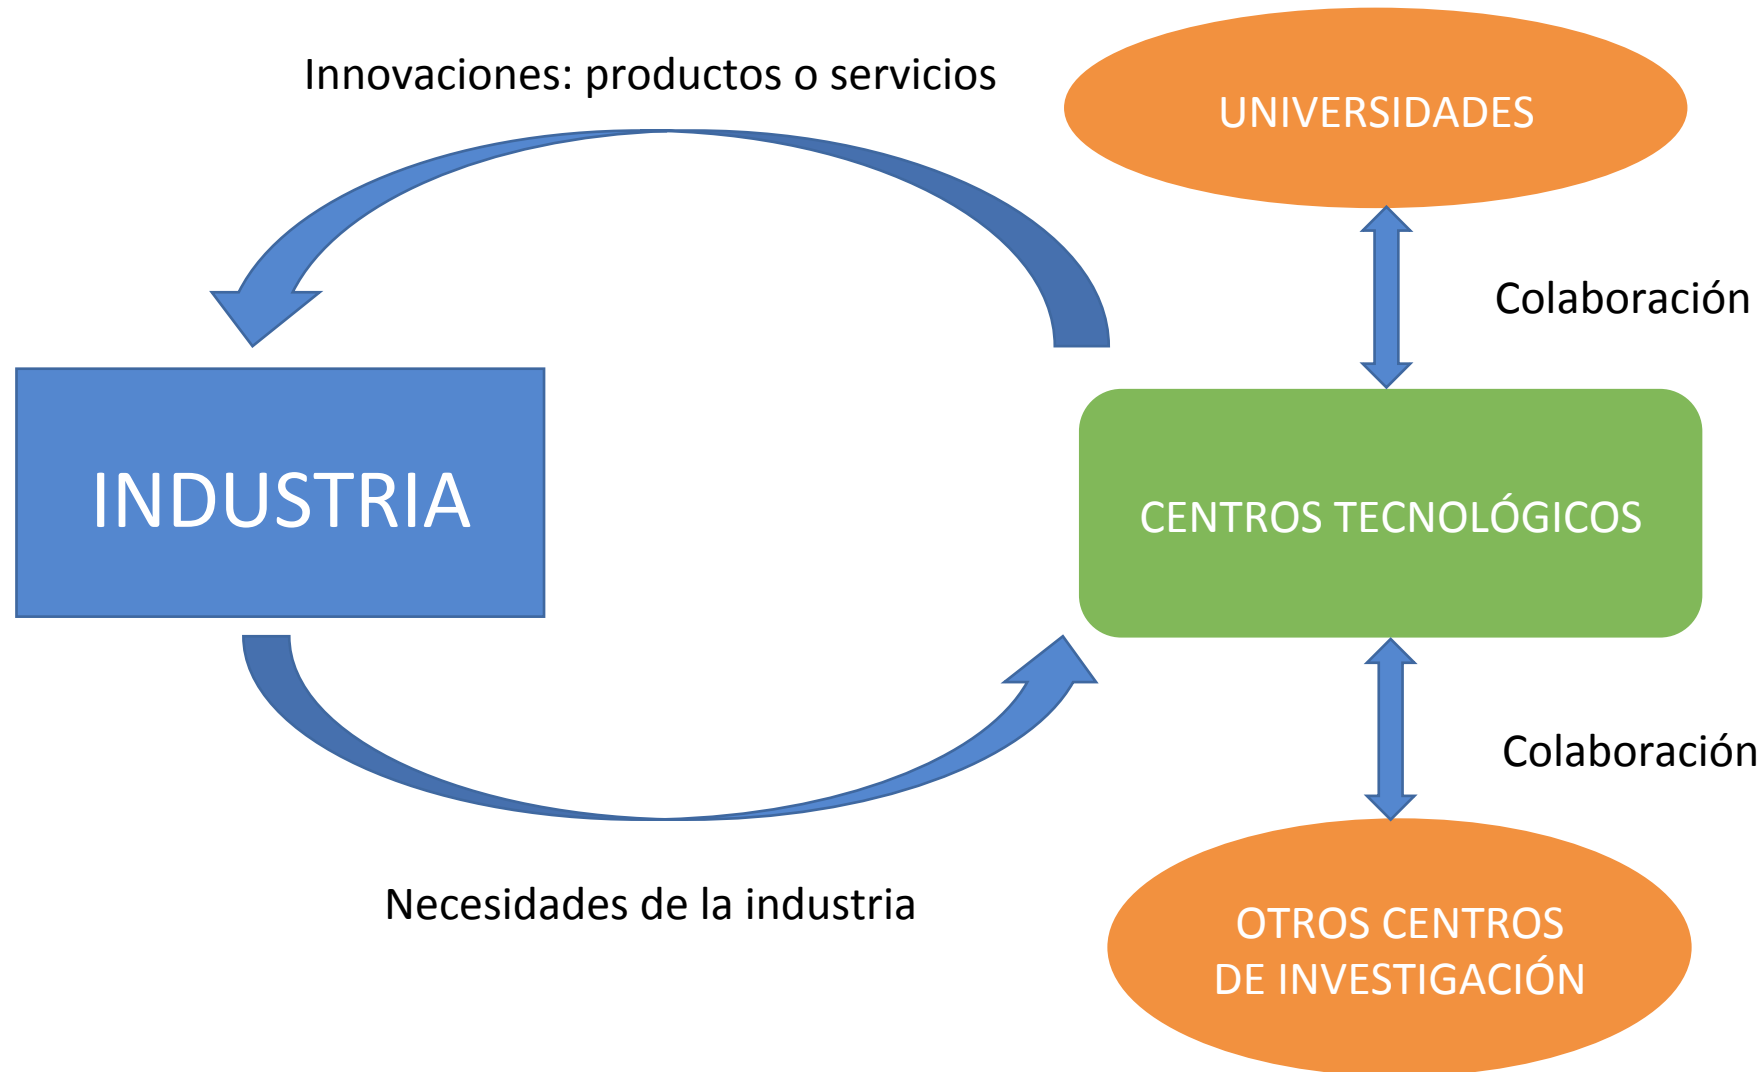 Innovaciones: productos o servicios
UNIVERSIDADES
Colaboración
INDUSTRIA
CENTROS TECNOLÓGICOS
Colaboración
Necesidades de la industria
OTROS CENTROS
DE INVESTIGACIÓN